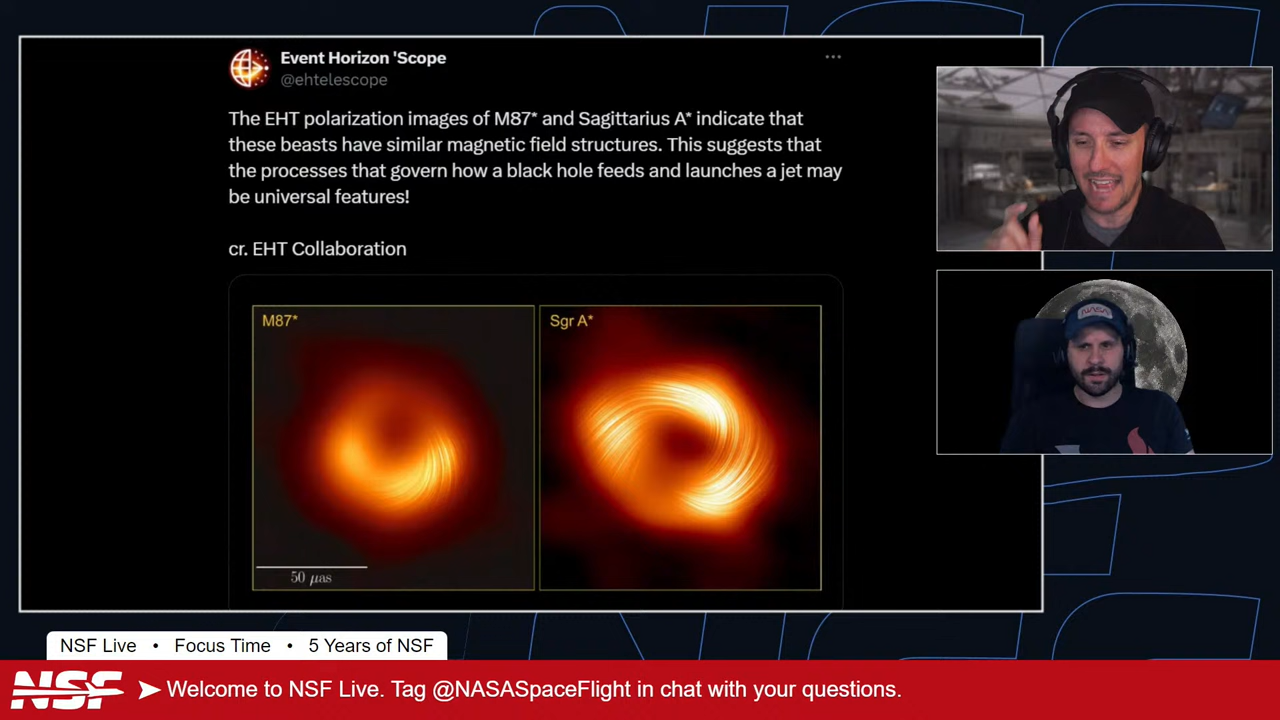 Event Horizon 'Scope
@ehtelescope
The EHT polarization images of M87* and Sagittarius A* indicate that
these beasts have similar magnetic field structures. This suggests that
the processes that govern how a black hole feeds and launches a jet may
be universal features!
cr. EHT Collaboration
M87*
Sgr A*
50 μas
NASA
NSF Live • Focus Time • 5 Years of NSF
NSF
Welcome to NSF Live. Tag @NASASpaceFlight in chat with your questions.